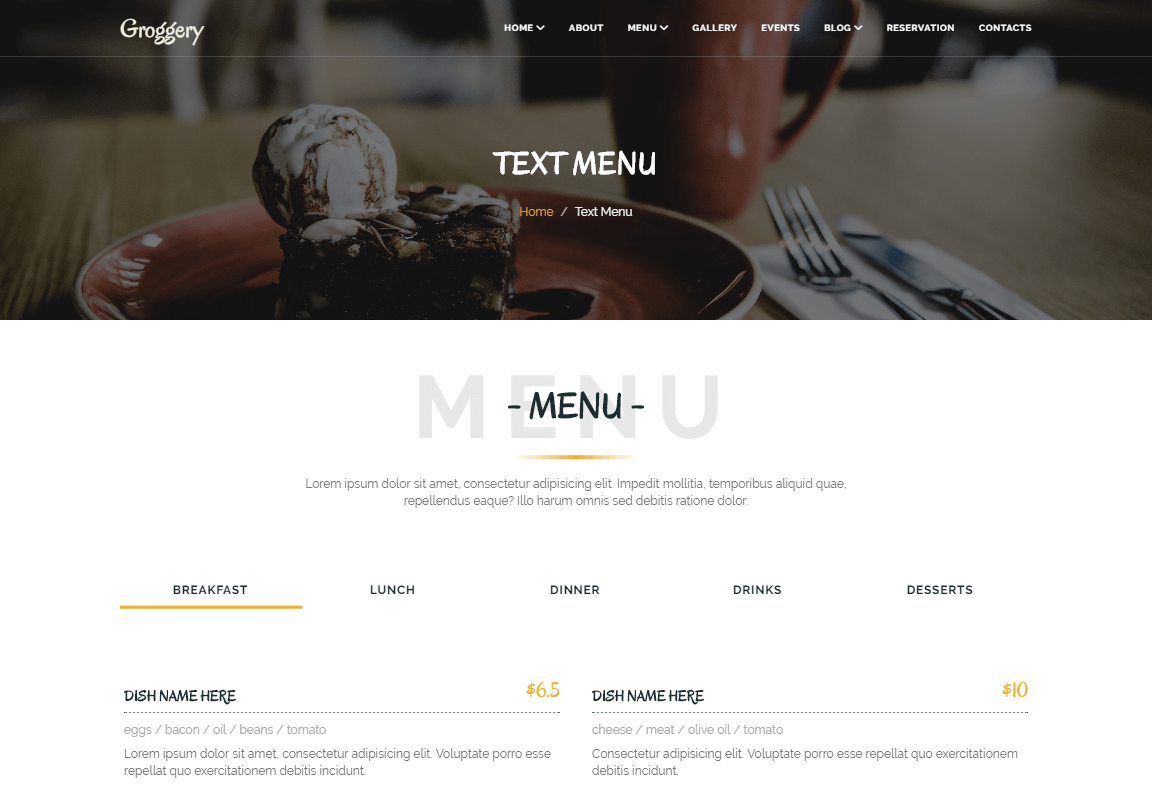 Groggery
HOME ABOUT MENU GALLERY EVENTS BLOG RESERVATION CONTACTS
TEXT MENU
Home / Text Menu
MENU
- MENU -
Lorem ipsum dolor sit amet, consectetur adipisicing elit. Impedit mollitia, temporibus aliquid quae,
repellendus eaque? Illo harum omnis sed debitis ratione dolor.
BREAKFAST LUNCH DINNER DRINKS DESSERTS
DISH NAME HERE $6.5
eggs / bacon / oil / beans / tomato
Lorem ipsum dolor sit amet, consectetur adipisicing elit. Voluptate porro esse
repellat quo exercitationem debitis incidunt.
DISH NAME HERE $10
cheese / meat / olive oil / tomato
Consectetur adipisicing elit. Voluptate porro esse repellat quo exercitationem
debitis incidunt.